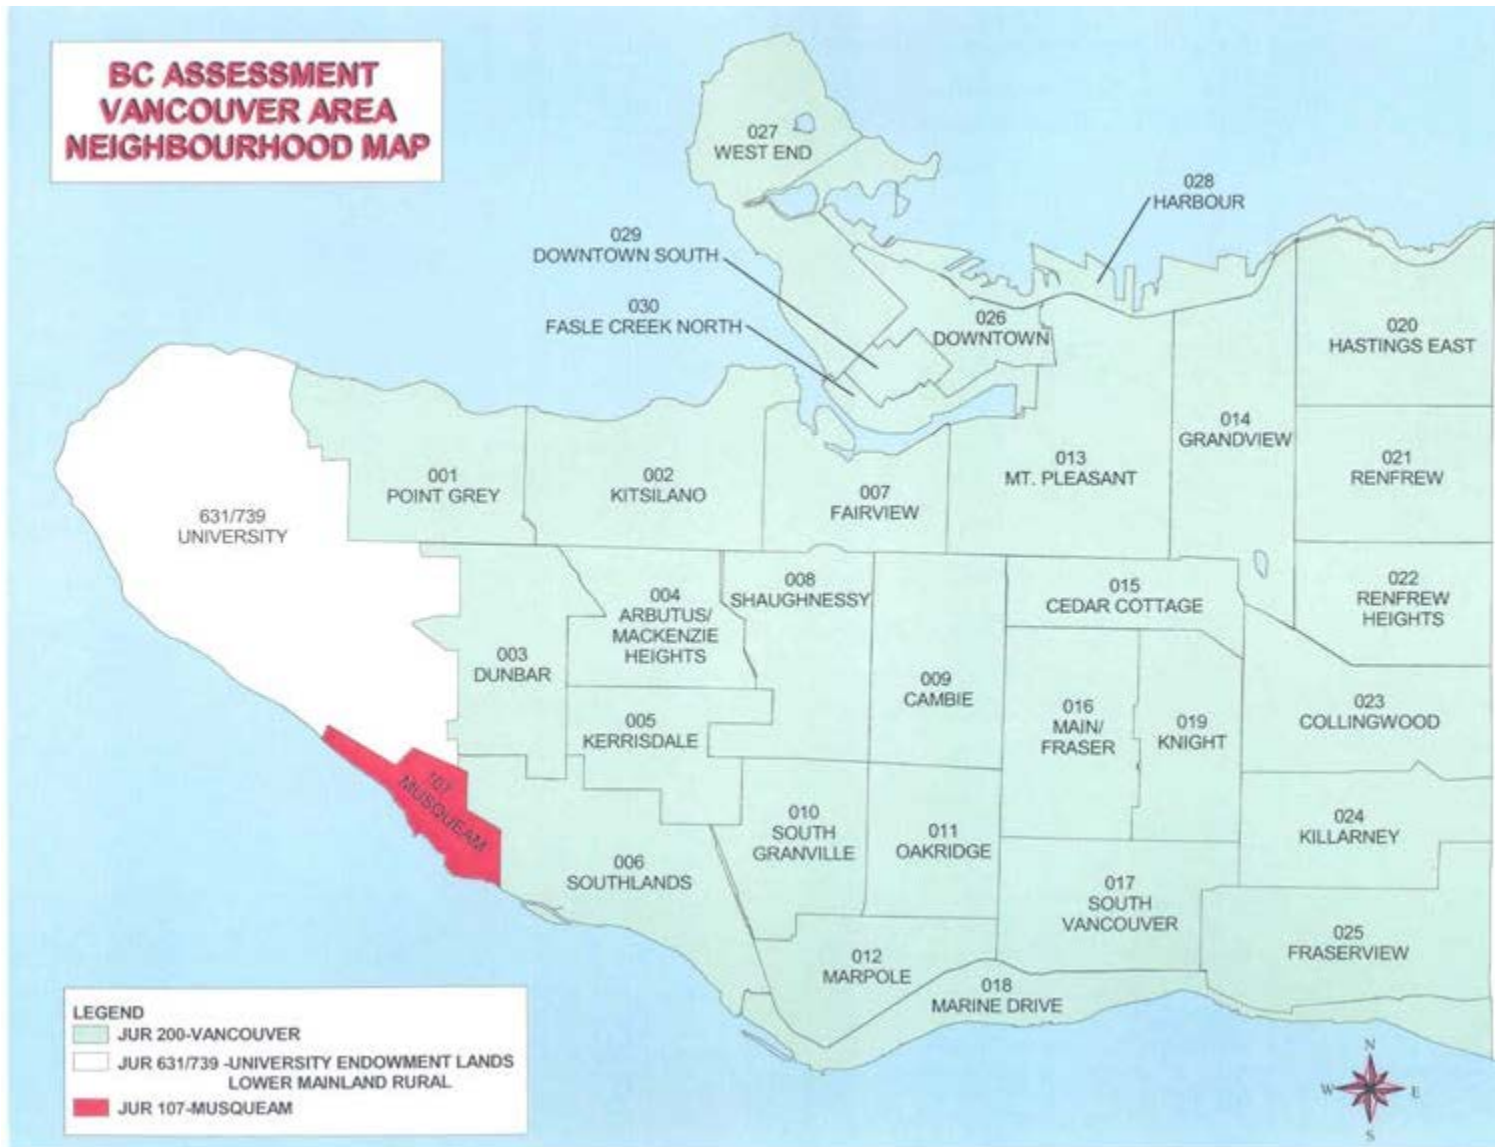 BC ASSESSMENT
VANCOUVER AREA
NEIGHBOURHOOD MAP
027
WEST END
028
HARBOUR
029
DOWNTOWN SOUTH
030
FASLE CREEK NORTH
026
DOWNTOWN
020
HASTINGS EAST
014
GRANDVIEW
021
RENFREW
013
MT. PLEASANT
001
POINT GREY
002
KITSILANO
007
FAIRVIEW
631/739
UNIVERSITY
008
SHAUGHNESSY
015
CEDAR COTTAGE
022
RENFREW
HEIGHTS
004
ARBUTUS/
MACKENZIE
HEIGHTS
003
DUNBAR
009
CAMBIE
016
MAIN/
FRASER
019
KNIGHT
023
COLLINGWOOD
005
KERRISDALE
107
MUSQUEAM
010
SOUTH
GRANVILLE
011
OAKRIDGE
024
KILLARNEY
006
SOUTHLANDS
017
SOUTH
VANCOUVER
025
FRASERVIEW
012
MARPOLE
018
MARINE DRIVE
LEGEND
JUR 200-VANCOUVER
JUR 631/739 -UNIVERSITY ENDOWMENT LANDS
LOWER MAINLAND RURAL
JUR 107-MUSQUEAM
N
W
E
S